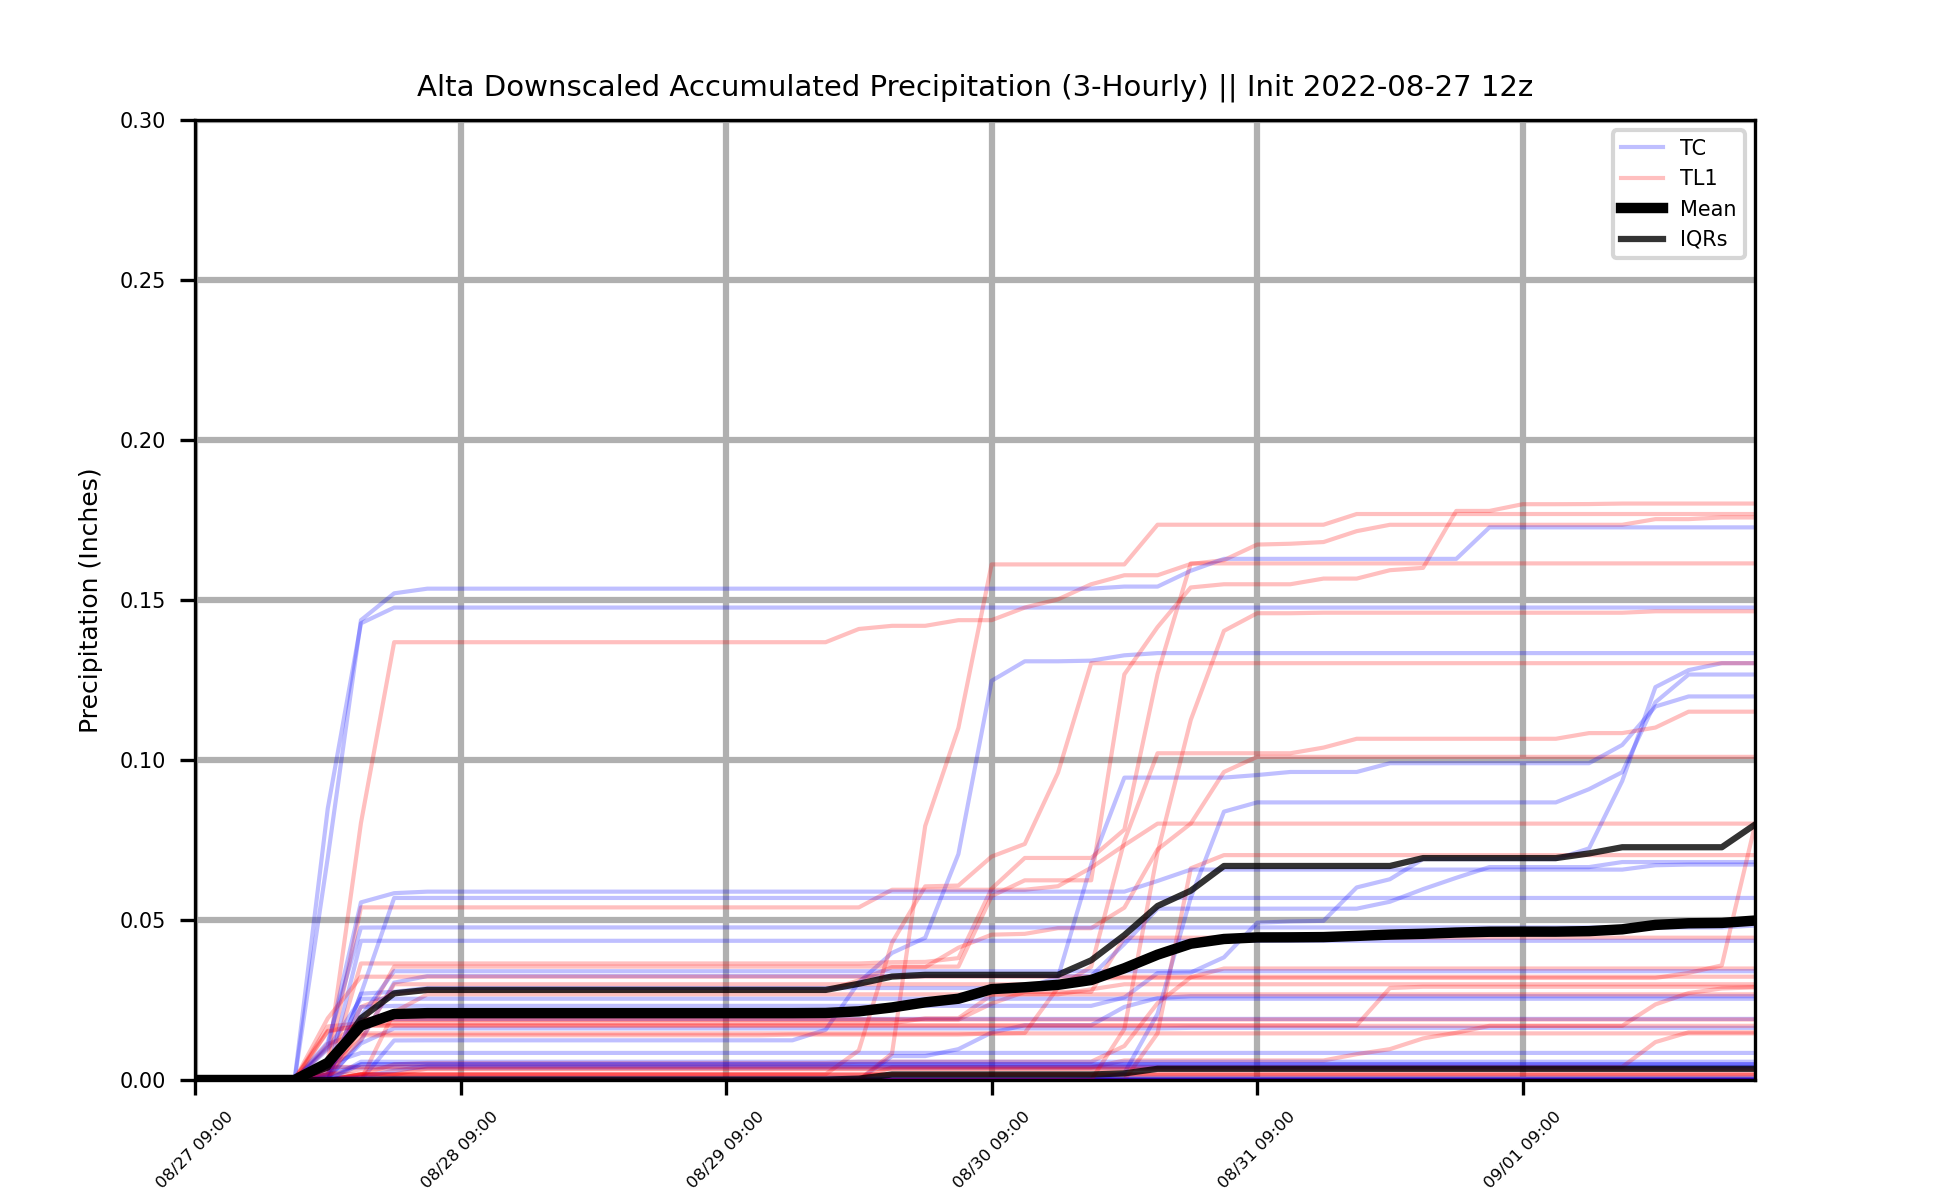 Alta Downscaled Accumulated Precipitation (3-Hourly) || Init 2022-08-27 12z
Precipitation (Inches)
0.30
0.25
0.20
0.15
0.10
0.05
0.00
TC
TL1
Mean
IQRs
08/27 09:00
08/28 09:00
08/29 09:00
08/30 09:00
08/31 09:00
09/01 09:00